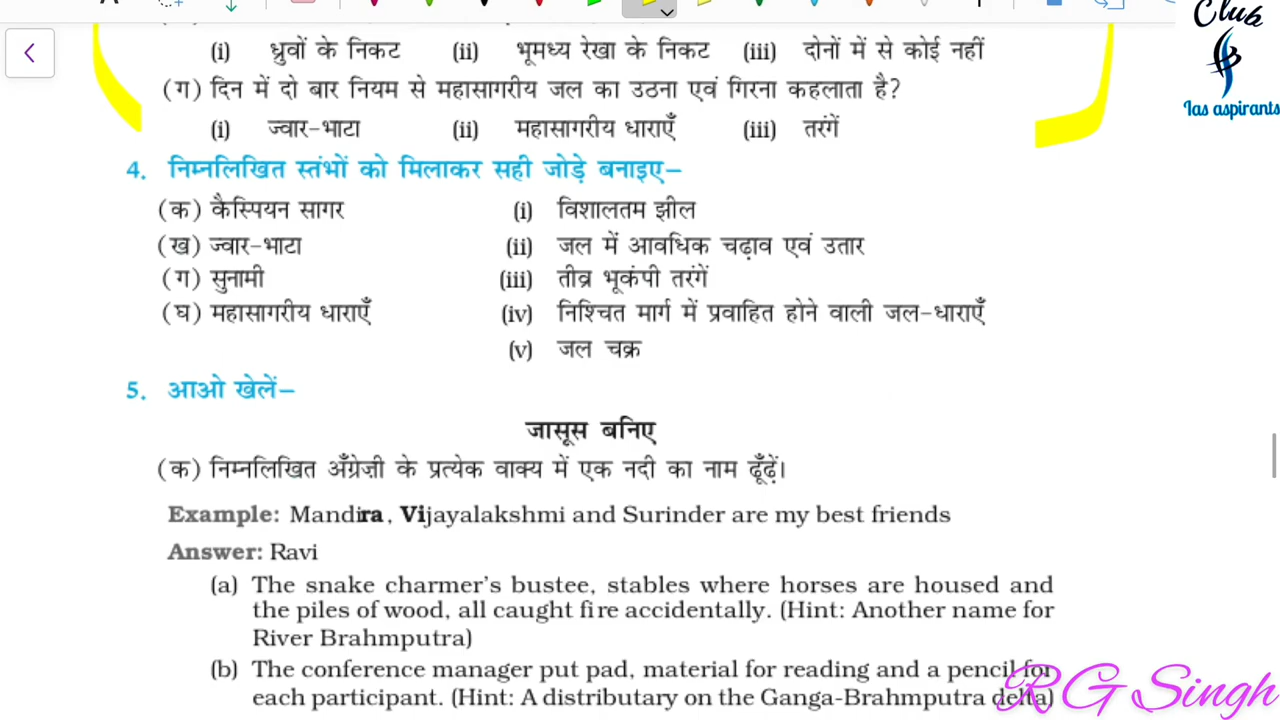 Club
Ias aspirants
(i) ध्रुवों के निकट (ii) भूमध्य रेखा के निकट (iii) दोनों में से कोई नहीं
(ग) दिन में दो बार नियम से महासागरीय जल का उठना एवं गिरना कहलाता है?
(i) ज्वार-भाटा (ii) महासागरीय धाराएँ (iii) तरंगें
4. निम्नलिखित स्तंभों को मिलाकर सही जोड़े बनाइए–
(क) कैस्पियन सागर (i) विशालतम झील
(ख) ज्वार-भाटा (ii) जल में आवधिक चढ़ाव एवं उतार
(ग) सुनामी (iii) तीव्र भूकंपी तरंगें
(घ) महासागरीय धाराएँ (iv) निश्चित मार्ग में प्रवाहित होने वाली जल-धाराएँ
(v) जल चक्र
5. आओ खेलें–
जासूस बनिए
(क) निम्नलिखित अँग्रेज़ी के प्रत्येक वाक्य में एक नदी का नाम ढूँढ़ें।
Example: Mandira, Vijayalakshmi and Surinder are my best friends
Answer: Ravi
(a) The snake charmer's bustee, stables where horses are housed and
the piles of wood, all caught fire accidentally. (Hint: Another name for
River Brahmputra)
(b) The conference manager put pad, material for reading and a pencil for
each participant. (Hint: A distributary on the Ganga-Brahmputra delta)
RG Singh